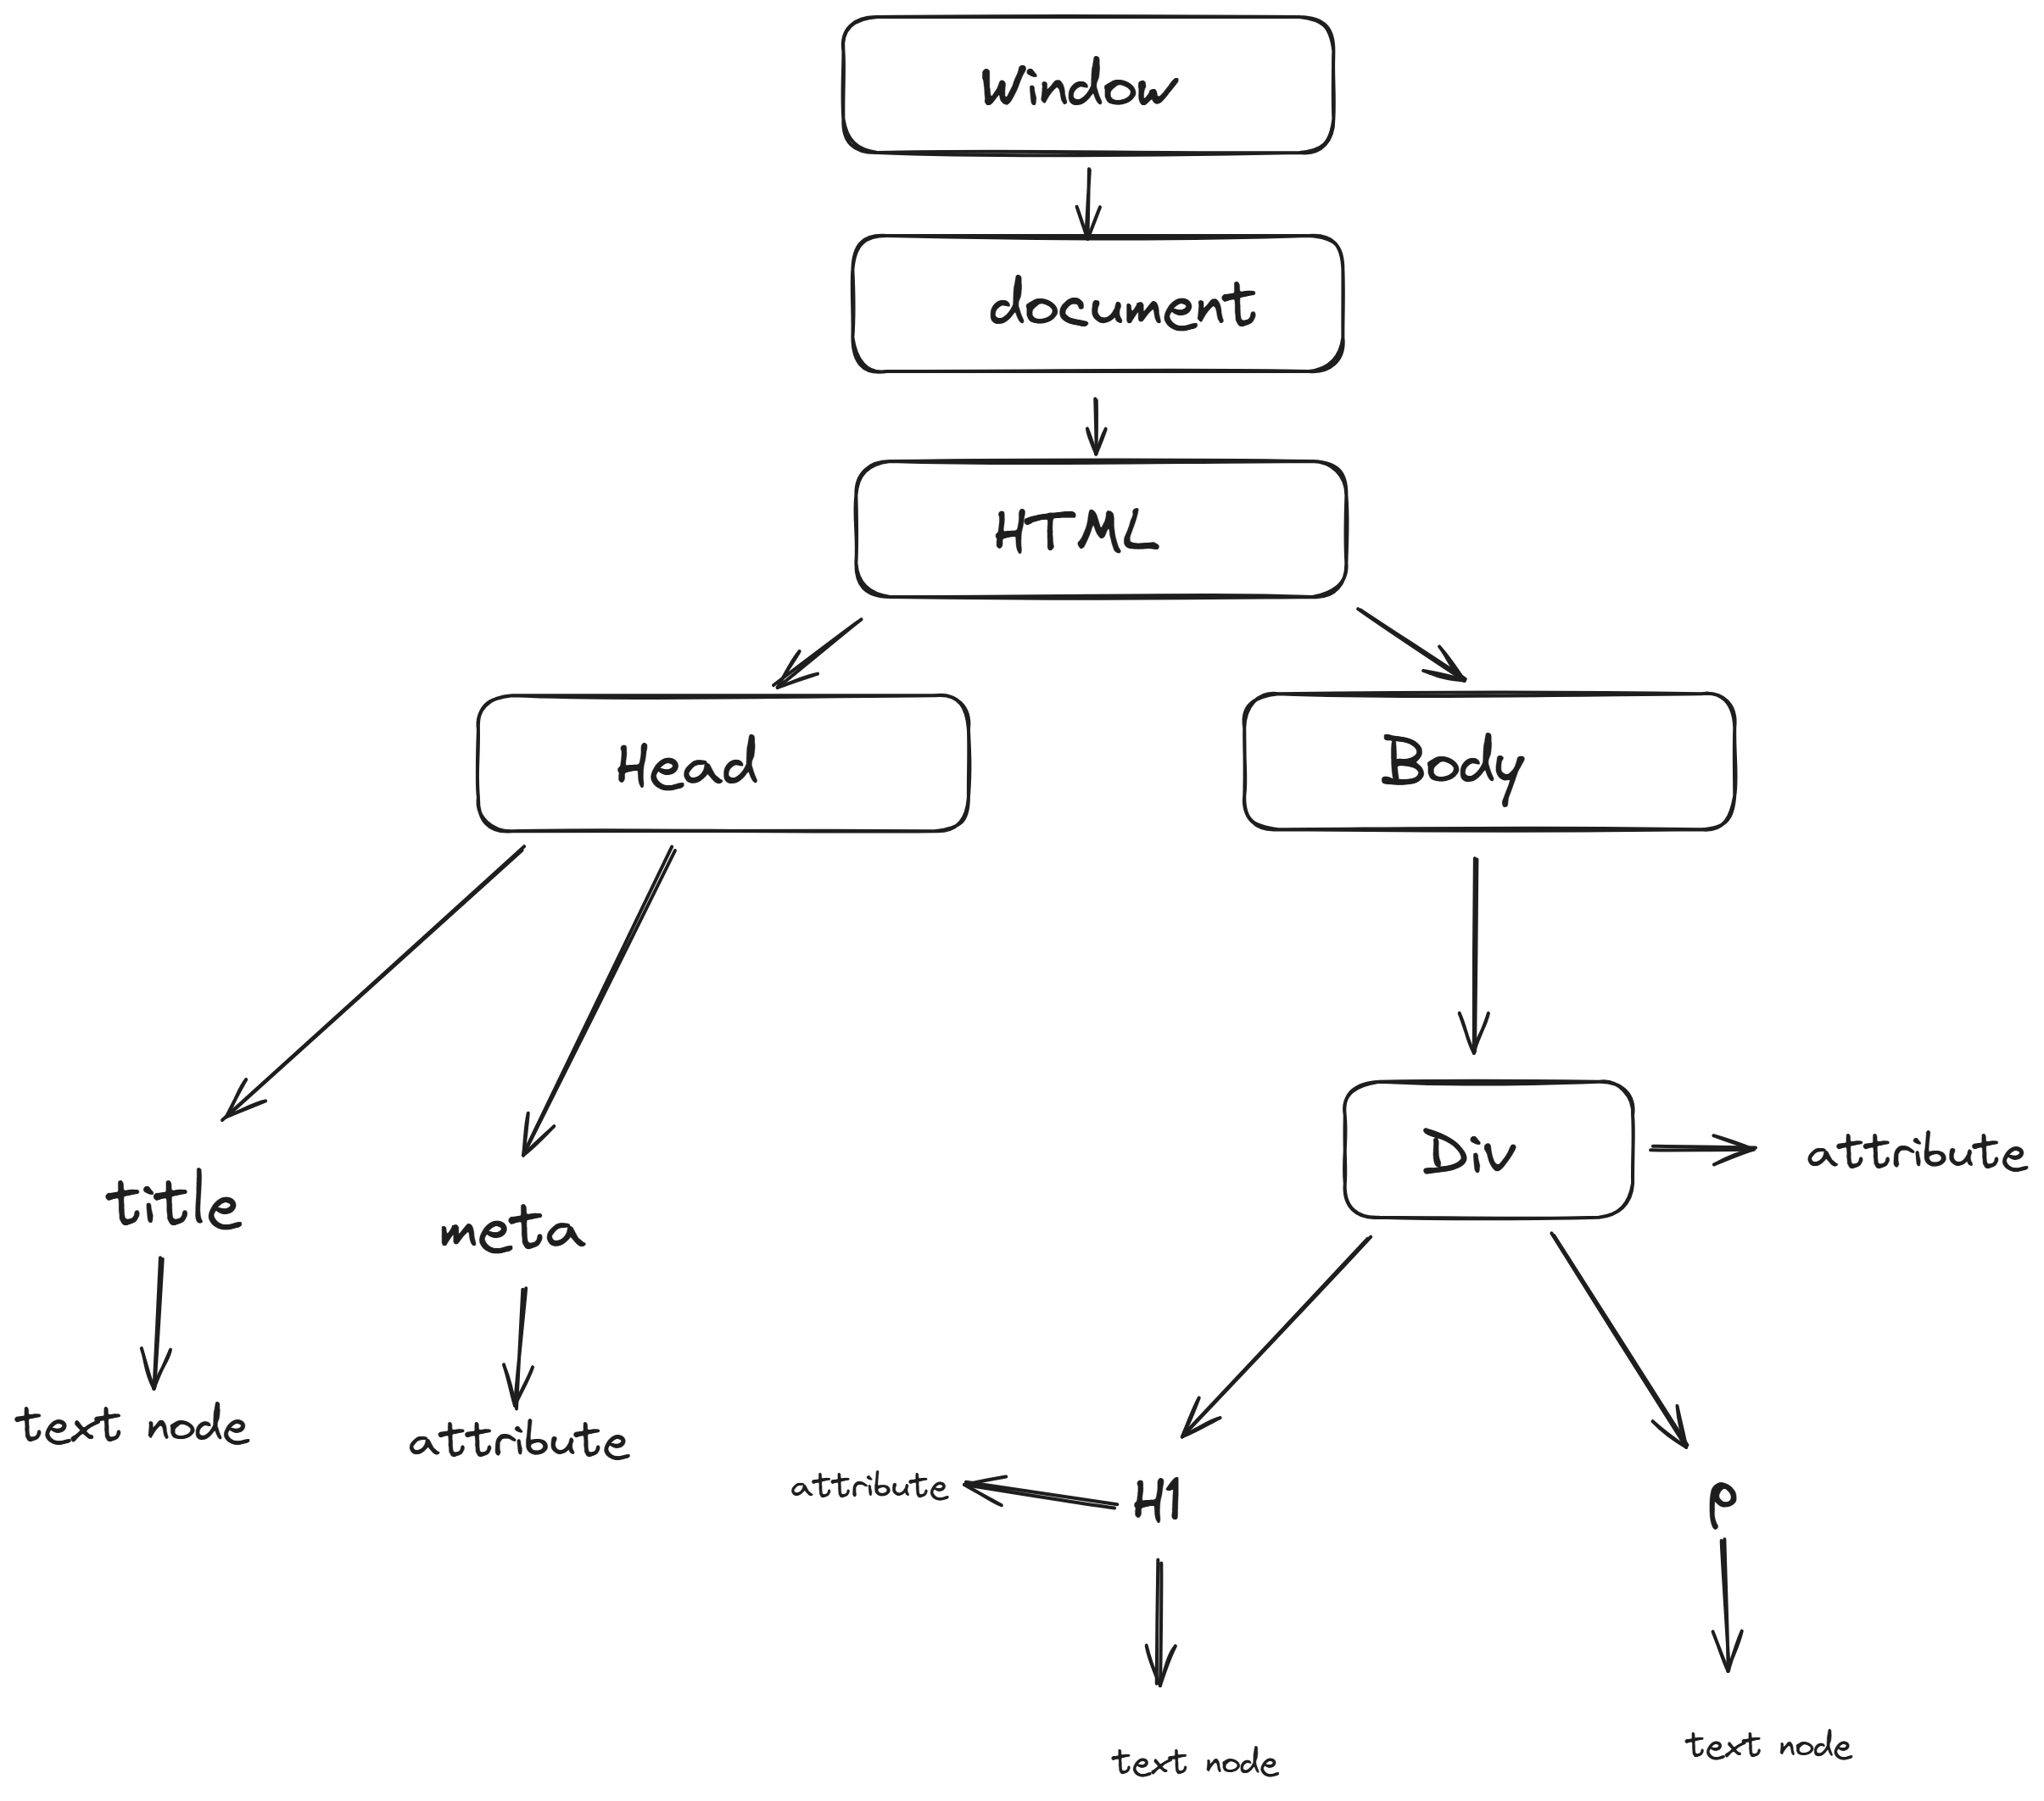 Window
document
HTML
Head
Body
Div
attribute
title
meta
text node
attribute
attribute
H1
P
text node
text node